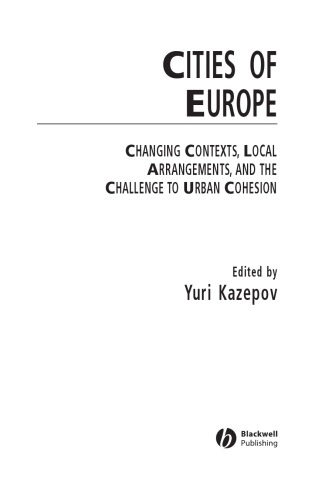 CITIES OF
EUROPE
CHANGING CONTEXTS, LOCAL
ARRANGEMENTS, AND THE
CHALLENGE TO URBAN COHESION
Edited by
Yuri Kazepov
b Blackwell
Publishing